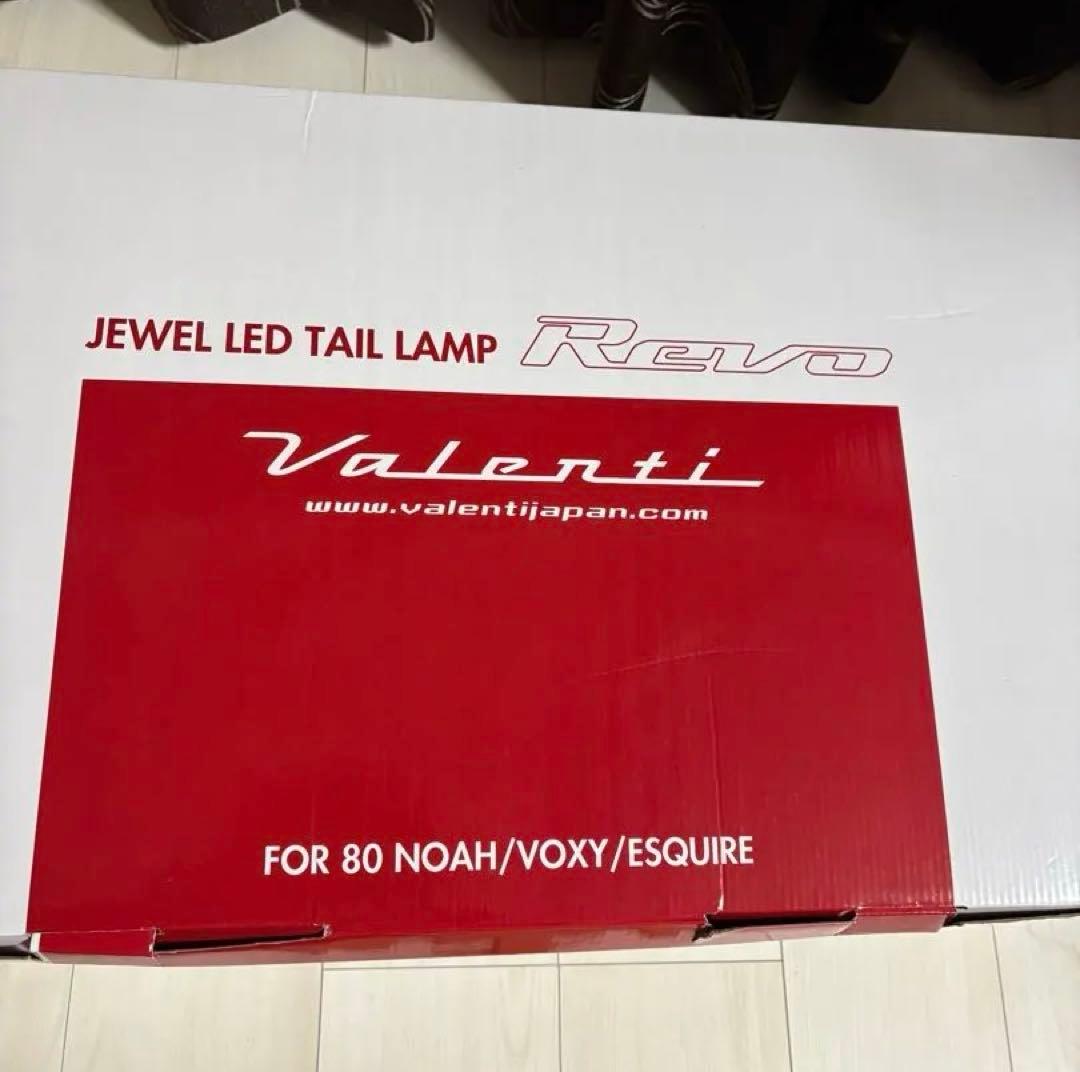 JEWEL LED TAIL LAMP Revo
Valenti
www.valentijapan.com
FOR 80 NOAH/VOXY/ESQUIRE